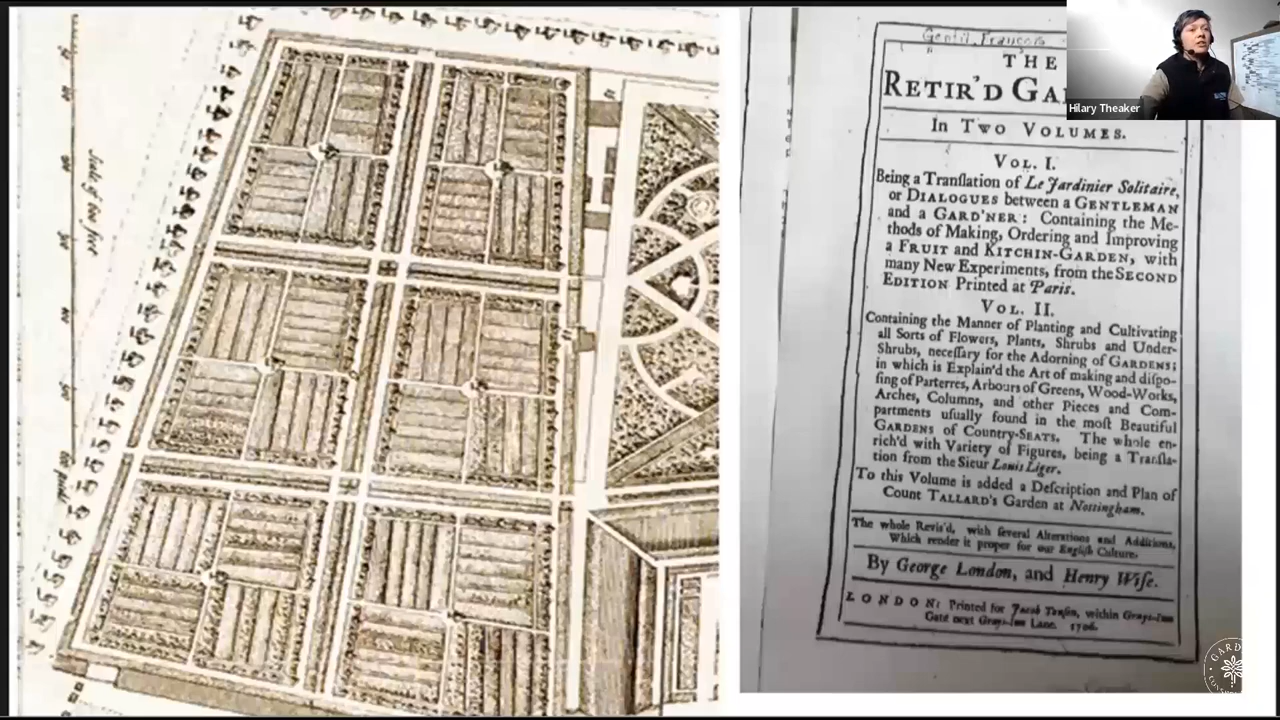 Scale of 600 feet
Gentil, Francois
THE
RETIR'D GA
In TWO VOLUMES.
VOL. I.
Being a Tranſlation of Le Jardinier Solitaire,
or DIALOGUES between a GENTLEMAN
and a GARD'NER: Containing the Me-
thods of Making, Ordering and Improving
a FRUIT and KITCHIN-GARDEN, with
many New Experiments, from the SECOND
EDITION Printed at Paris.
VOL. II.
Containing the Manner of Planting and Cultivating
all Sorts of Flowers, Plants, Shrubs and Under-
Shrubs, neceſſary for the Adorning of GARDENS;
in which is Explain'd the Art of making and diſpo-
ſing of Parterres, Arbours of Greens, Wood-Works,
Arches, Columns, and other Pieces and Com-
partments uſually found in the moſt Beautiful
GARDENS of COUNTRY-SEATS. The whole en-
rich'd with Variety of Figures, being a Tranſla-
tion from the Sieur Louis Liger.
To this Volume is added a Deſcription and Plan of
Count TALLARD'S Garden at Nottingham.
The whole Revis'd, with ſeveral Alterations and Additions,
Which render it proper for our Engliſh Culture.
By George London, and Henry Wiſe.
LONDON: Printed for Jacob Tonſon, within Grays-Inn
Gate next Grays-Inn Lane. 1706.
Hilary Theaker
GARD